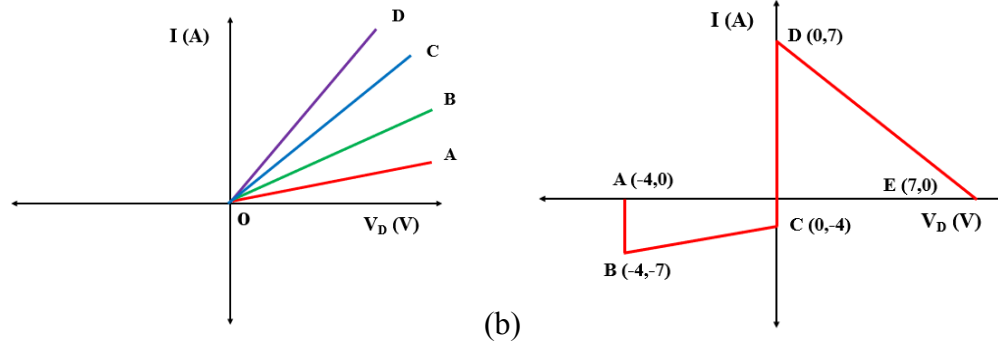 D
I (A)
C
B
A
O
V_D (V)
(b)
I (A)
D (0,7)
A (-4,0)
E (7,0)
V_D (V)
C (0,-4)
B (-4,-7)